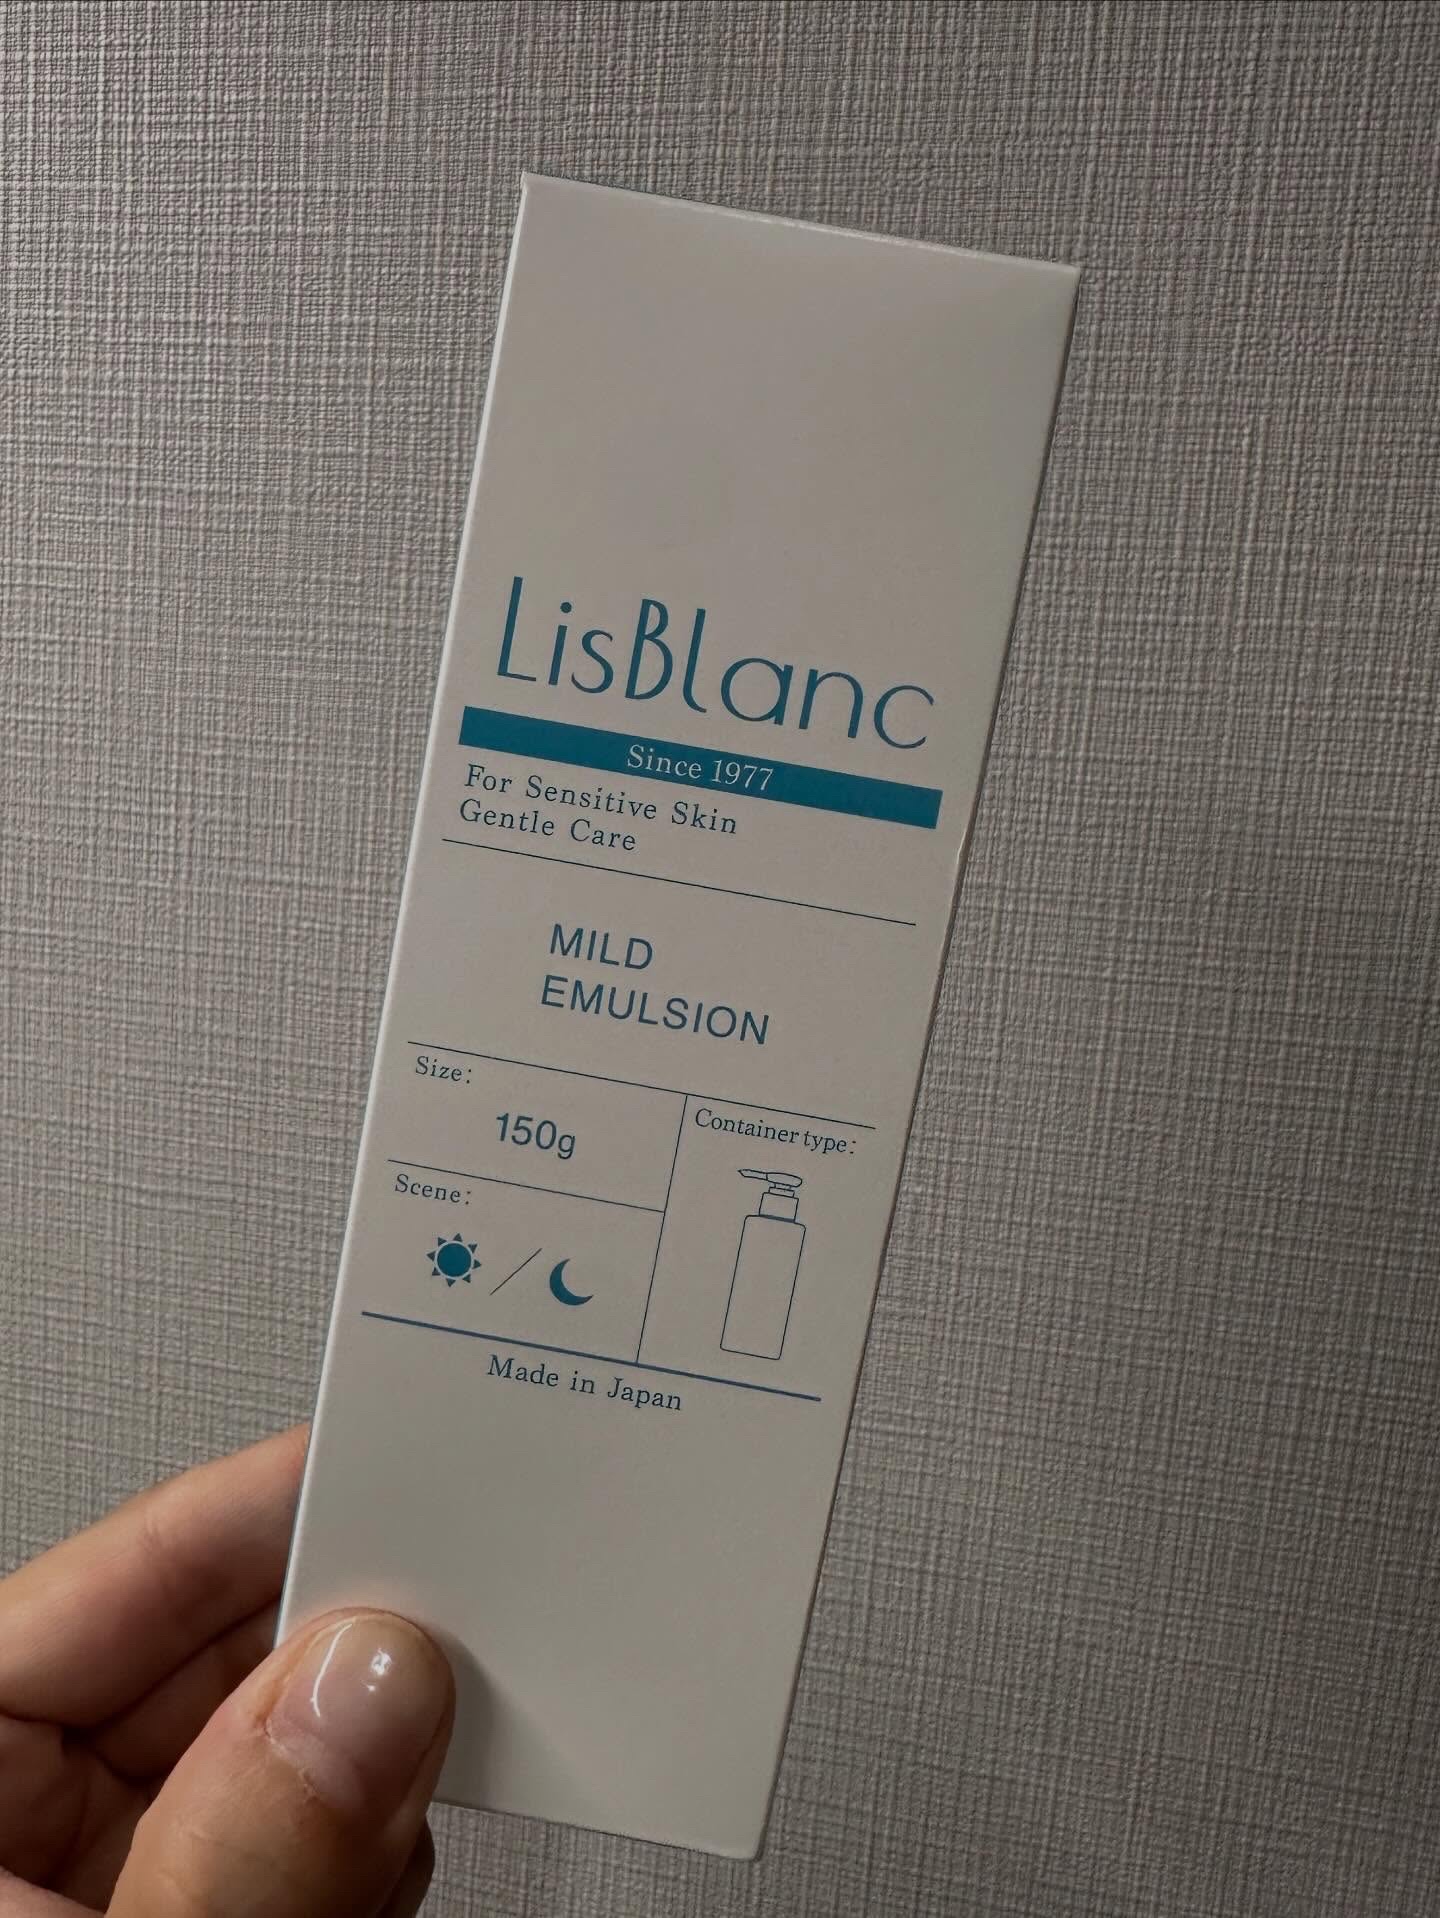 LisBlanc
Since 1977
For Sensitive Skin
Gentle Care
MILD
EMULSION
Size:
150g
Container type:
Scene:
Made in Japan